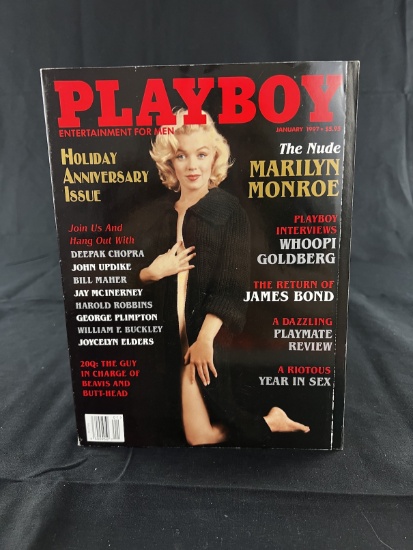 PLAYBOY
ENTERTAINMENT FOR MEN
JANUARY 1997
HOLIDAY
ANNIVERSARY
ISSUE
Join Us And
Hang Out With
DEEPAK CHOPRA
JOHN UPDIKE
BILL MAHER
JAY MCINERNEY
HAROLD ROBBINS
GEORGE PLIMPTON
WILLIAM F. BUCKLEY
JOYCELYN ELDERS
20Q: THE GUY
IN CHARGE OF
BEAVIS AND
BUTT-HEAD
The Nude
MARILYN
MONROE
PLAYBOY
INTERVIEWS
WHOOPI
GOLDBERG
THE RETURN OF
JAMES BOND
A DAZZLING
PLAYMATE
REVIEW
A RIOTOUS
YEAR IN SEX